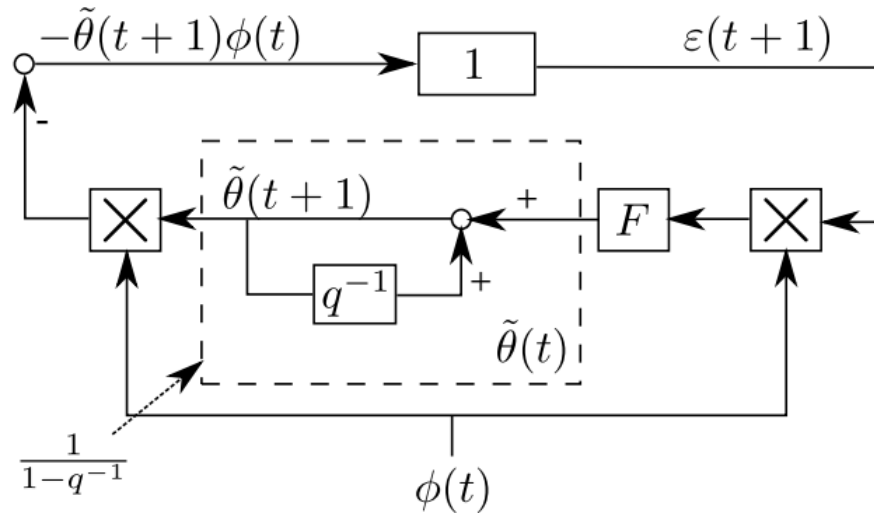 −θ̃(t+1)ϕ(t)
1
ε(t+1)
-
θ̃(t+1)
+
F
q⁻¹
+
θ̃(t)
1/(1−q⁻¹)
ϕ(t)